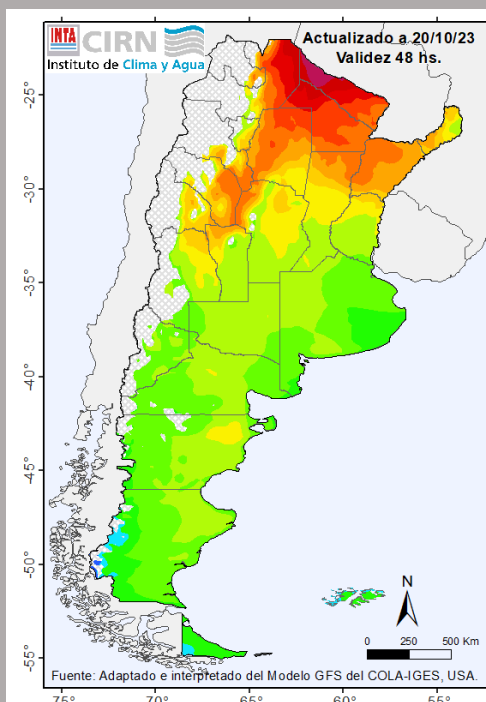 INTA CIRN
Instituto de Clima y Agua
Actualizado a 20/10/23
Validez 48 hs.
-25°
-30°
-35°
-40°
-45°
-50°
-55°
N
0 250 500 Km
Fuente: Adaptado e interpretado del Modelo GFS del COLA-IGES, USA.
-75° -70° -65° -60° -55°